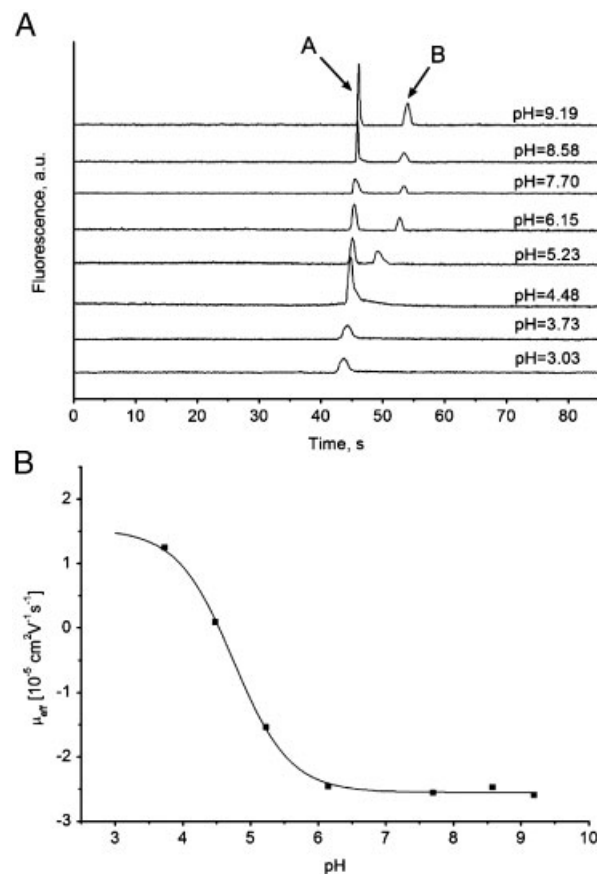 A
A
B
pH=9.19
pH=8.58
pH=7.70
pH=6.15
pH=5.23
pH=4.48
pH=3.73
pH=3.03
Fluorescence, a.u.
0 10 20 30 40 50 60 70 80
Time, s
B
2
1
0
-1
-2
-3
μeff [10⁻⁵ cm²V⁻¹s⁻¹]
3 4 5 6 7 8 9 10
pH